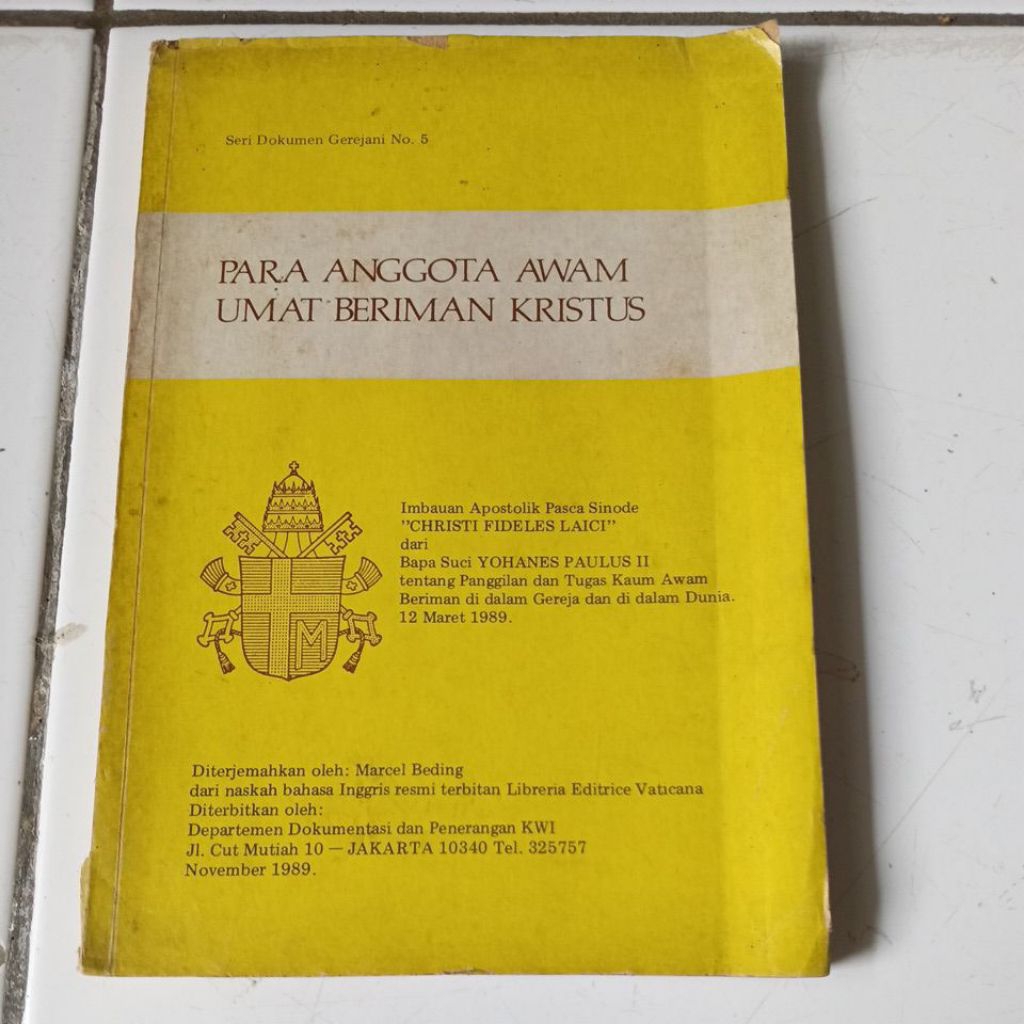 Seri Dokumen Gerejani No. 5
PARA ANGGOTA AWAM
UMAT BERIMAN KRISTUS
Imbauan Apostolik Pasca Sinode
"CHRISTI FIDELES LAICI"
dari
Bapa Suci YOHANES PAULUS II
tentang Panggilan dan Tugas Kaum Awam
Beriman di dalam Gereja dan di dalam Dunia.
12 Maret 1989.
M
Diterjemahkan oleh: Marcel Beding
dari naskah bahasa Inggris resmi terbitan Libreria Editrice Vaticana
Diterbitkan oleh:
Departemen Dokumentasi dan Penerangan KWI
Jl. Cut Mutiah 10 — JAKARTA 10340 Tel. 325757
November 1989.